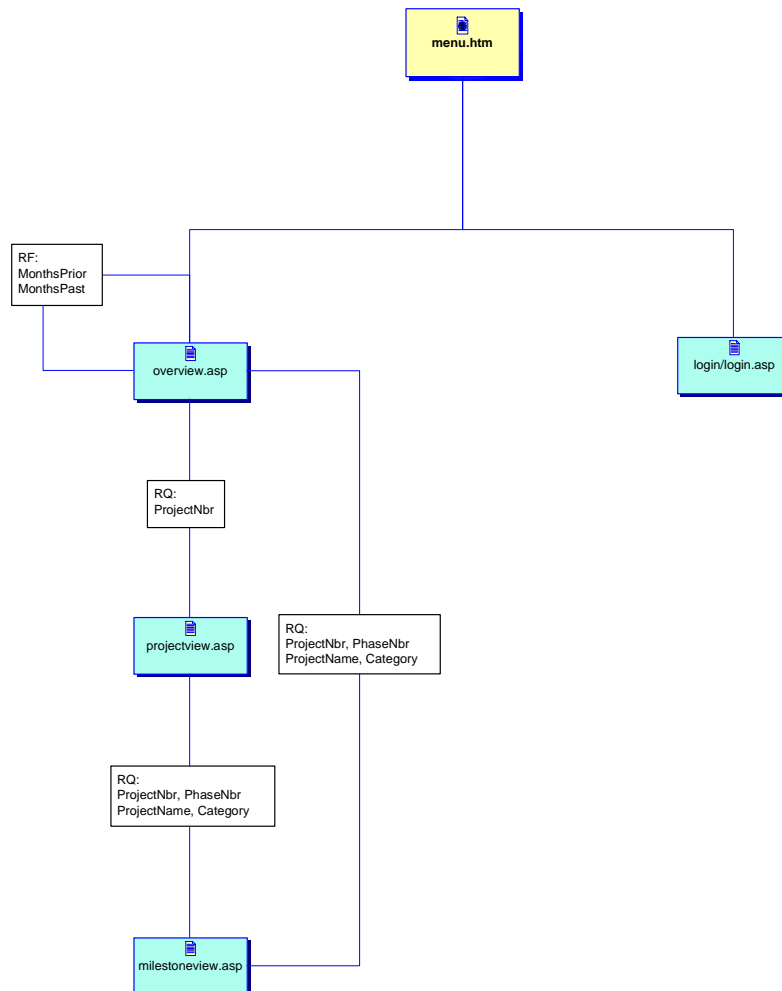 menu.htm
RF:
MonthsPrior
MonthsPast
overview.asp
login/login.asp
RQ:
ProjectNbr
projectview.asp
RQ:
ProjectNbr, PhaseNbr
ProjectName, Category
RQ:
ProjectNbr, PhaseNbr
ProjectName, Category
milestoneview.asp